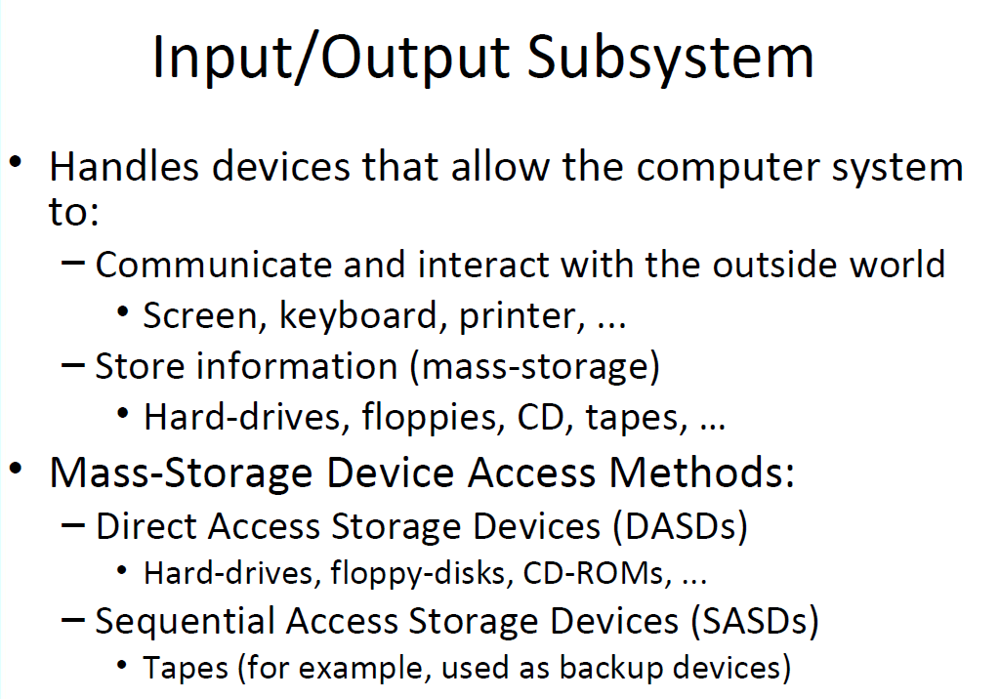 Input/Output Subsystem
• Handles devices that allow the computer system
to:
– Communicate and interact with the outside world
• Screen, keyboard, printer, ...
– Store information (mass-storage)
• Hard-drives, floppies, CD, tapes, …
• Mass-Storage Device Access Methods:
– Direct Access Storage Devices (DASDs)
• Hard-drives, floppy-disks, CD-ROMs, ...
– Sequential Access Storage Devices (SASDs)
• Tapes (for example, used as backup devices)